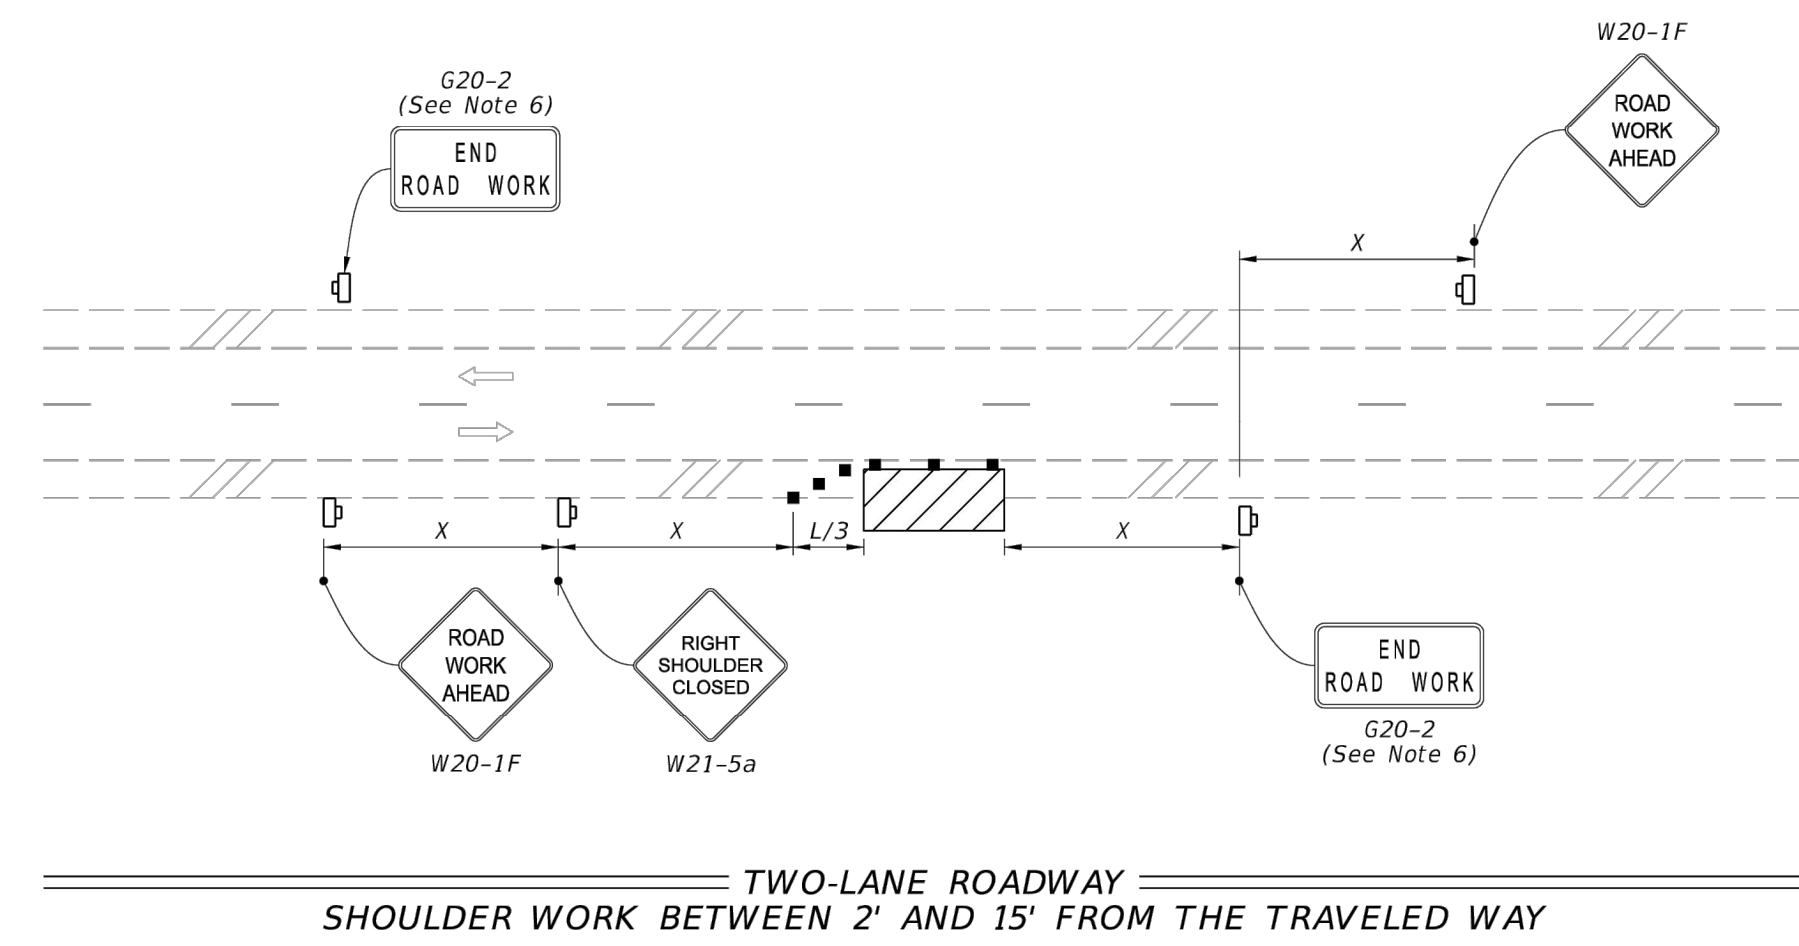 W20-1F
ROAD
WORK
AHEAD
G20-2
(See Note 6)
END
ROAD WORK
X
X
X
L/3
X
ROAD
WORK
AHEAD
W20-1F
RIGHT
SHOULDER
CLOSED
W21-5a
END
ROAD WORK
G20-2
(See Note 6)
TWO-LANE ROADWAY
SHOULDER WORK BETWEEN 2' AND 15' FROM THE TRAVELED WAY